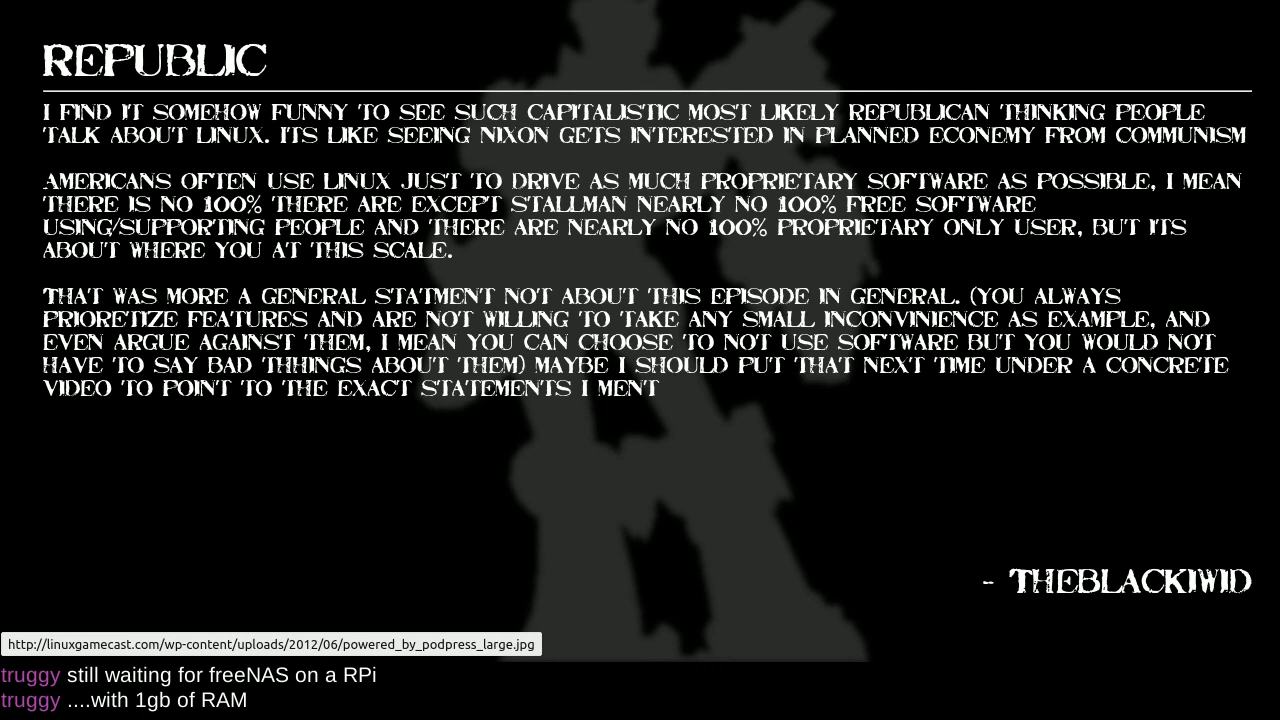 REPUBLIC
I FIND IT SOMEHOW FUNNY TO SEE SUCH CAPITALISTIC MOST LIKELY REPUBLICAN THINKING PEOPLE
TALK ABOUT LINUX. ITS LIKE SEEING NIXON GETS INTERESTED IN PLANNED ECONEMY FROM COMMUNISM
AMERICANS OFTEN USE LINUX JUST TO DRIVE AS MUCH PROPRIETARY SOFTWARE AS POSSIBLE, I MEAN
THERE IS NO 100% THERE ARE EXCEPT STALLMAN NEARLY NO 100% FREE SOFTWARE
USING/SUPPORTING PEOPLE AND THERE ARE NEARLY NO 100% PROPRIETARY ONLY USER, BUT ITS
ABOUT WHERE YOU AT THIS SCALE.
THAT WAS MORE A GENERAL STATMENT NOT ABOUT THIS EPISODE IN GENERAL. (YOU ALWAYS
PRIORETIZE FEATURES AND ARE NOT WILLING TO TAKE ANY SMALL INCONVINIENCE AS EXAMPLE, AND
EVEN ARGUE AGAINST THEM, I MEAN YOU CAN CHOOSE TO NOT USE SOFTWARE BUT YOU WOULD NOT
HAVE TO SAY BAD THHINGS ABOUT THEM) MAYBE I SHOULD PUT THAT NEXT TIME UNDER A CONCRETE
VIDEO TO POINT TO THE EXACT STATEMENTS I MENT
- THEBLACKIWID
http://linuxgamecast.com/wp-content/uploads/2012/06/powered_by_podpress_large.jpg
truggy still waiting for freeNAS on a RPi
truggy ....with 1gb of RAM